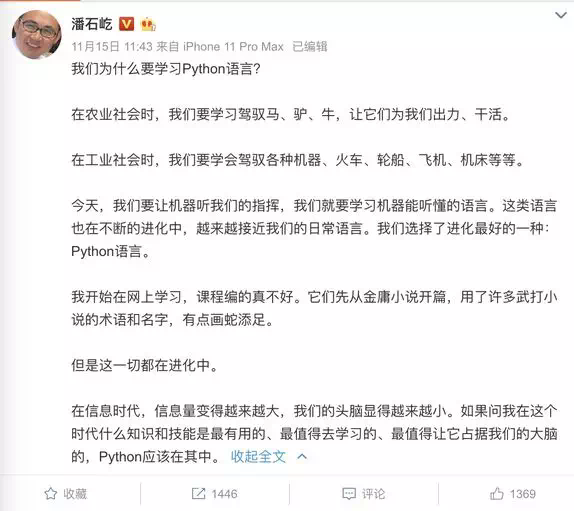 潘石屹
11月15日 11:43 来自 iPhone 11 Pro Max 已编辑
我们为什么要学习Python语言?
在农业社会时，我们要学习驾驭马、驴、牛，让它们为我们出力、干活。
在工业社会时，我们要学会驾驭各种机器、火车、轮船、飞机、机床等等。
今天，我们要让机器听我们的指挥，我们就要学习机器能听懂的语言。这类语言
也在不断的进化中，越来越接近我们的日常语言。我们选择了进化最好的一种：
Python语言。
我开始在网上学习，课程编的真不好。它们先从金庸小说开篇，用了许多武打小
说的术语和名字，有点画蛇添足。
但是这一切都在进化中。
在信息时代，信息量变得越来越大，我们的头脑显得越来越小。如果问我在这个
时代什么知识和技能是最有用的、最值得去学习的、最值得让它占据我们的大脑
的，Python应该在其中。 收起全文
收藏 1446 评论 1369